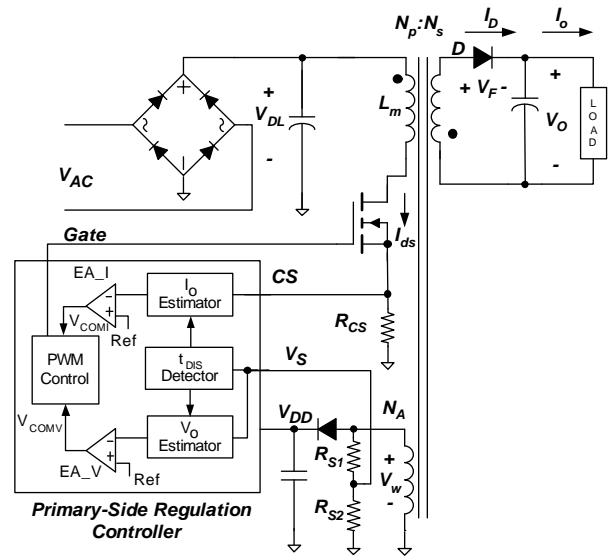 Np:Ns
ID
Io
D
+ VF -
+
VDL
-
Lm
+
VO
-
LOAD
VAC
Gate
Ids
EA_I
CS
IO
Estimator
VCOMI
Ref
RCS
PWM
Control
tDIS
Detector
VS
VCOMV
VO
Estimator
VDD
NA
EA_V
Ref
RS1
RS2
+
Vw
-
Primary-Side Regulation
Controller